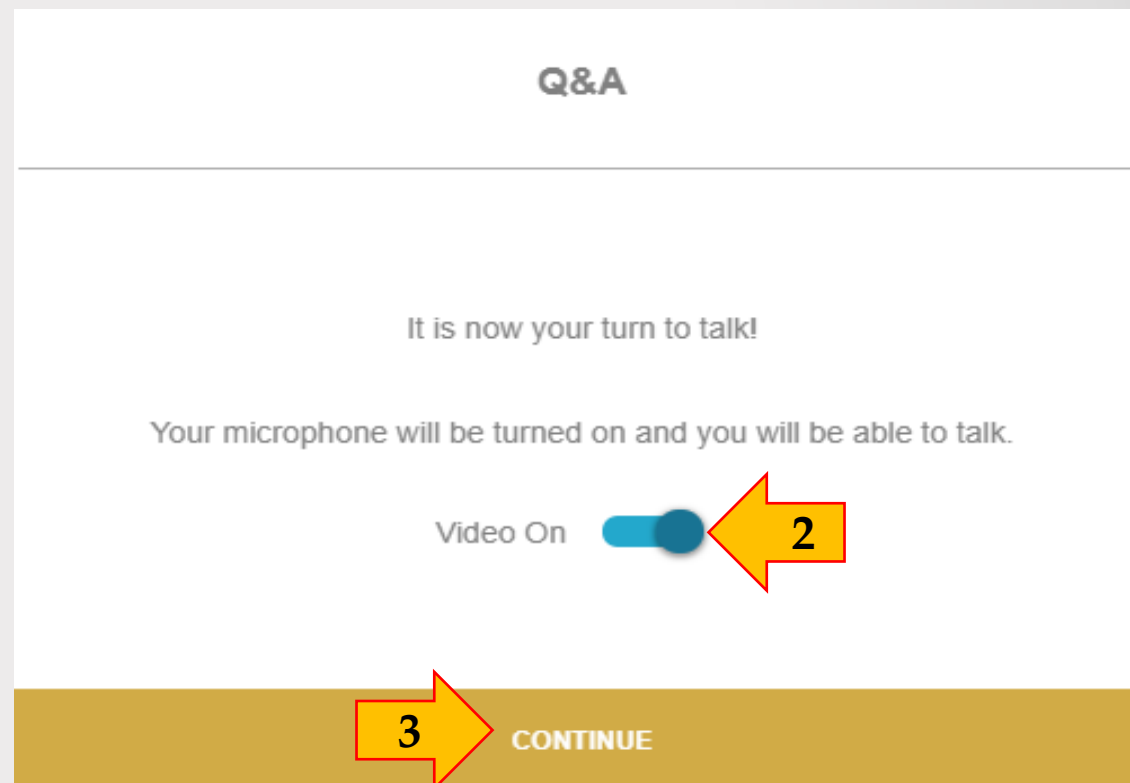 Q&A
It is now your turn to talk!
Your microphone will be turned on and you will be able to talk.
Video On 2
3 CONTINUE